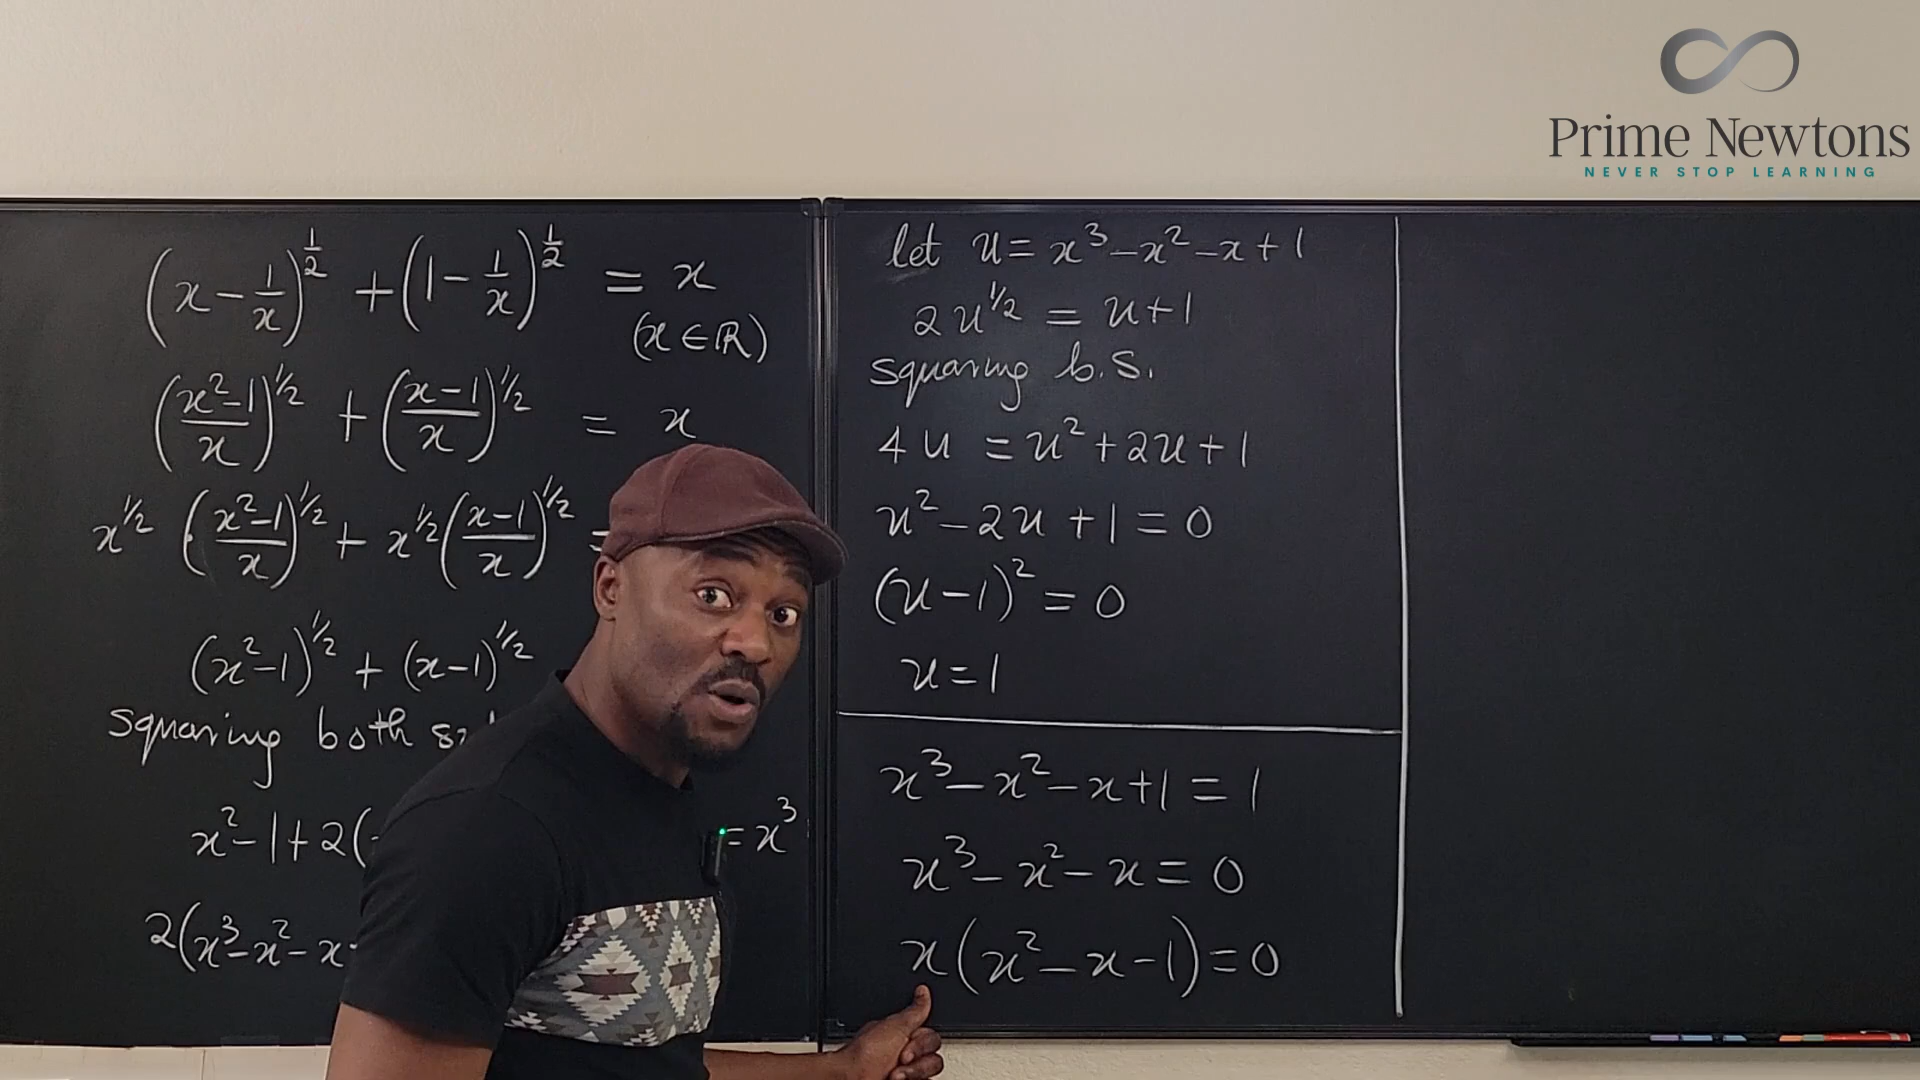 Prime Newtons
NEVER STOP LEARNING
(x - 1/x)^{1/2} + (1 - 1/x)^{1/2} = x
(x ∈ ℝ)
((x² - 1)/x)^{1/2} + ((x - 1)/x)^{1/2} = x
x^{1/2} · ((x² - 1)/x)^{1/2} + x^{1/2} ((x - 1)/x)^{1/2} =
(x² - 1)^{1/2} + (x - 1)^{1/2}
squaring both
x² - 1 + 2( = x³
2(x³ - x² - x
let u = x³ - x² - x + 1
2u^{1/2} = u + 1
squaring b.s.
4u = u² + 2u + 1
u² - 2u + 1 = 0
(u - 1)² = 0
u = 1
x³ - x² - x + 1 = 1
x³ - x² - x = 0
x(x² - x - 1) = 0